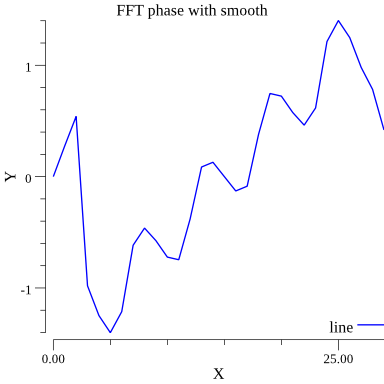 FFT phase with smooth
1
0
-1
Y
line
0.00
25.00
X